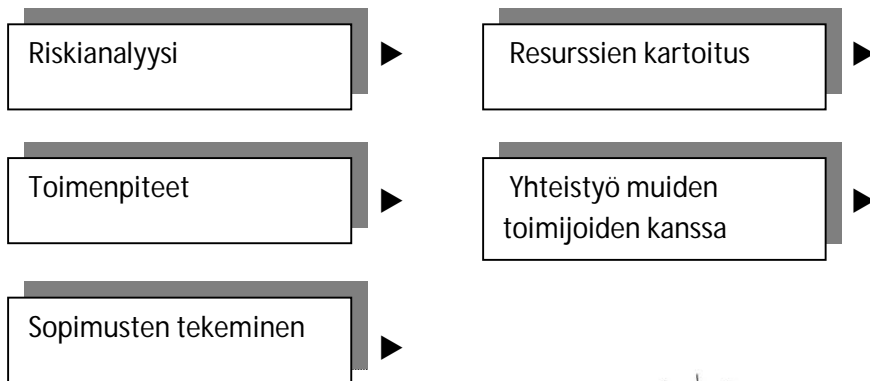 Riskianalyysi
Resurssien kartoitus
Toimenpiteet
Yhteistyö muiden
toimijoiden kanssa
Sopimusten tekeminen